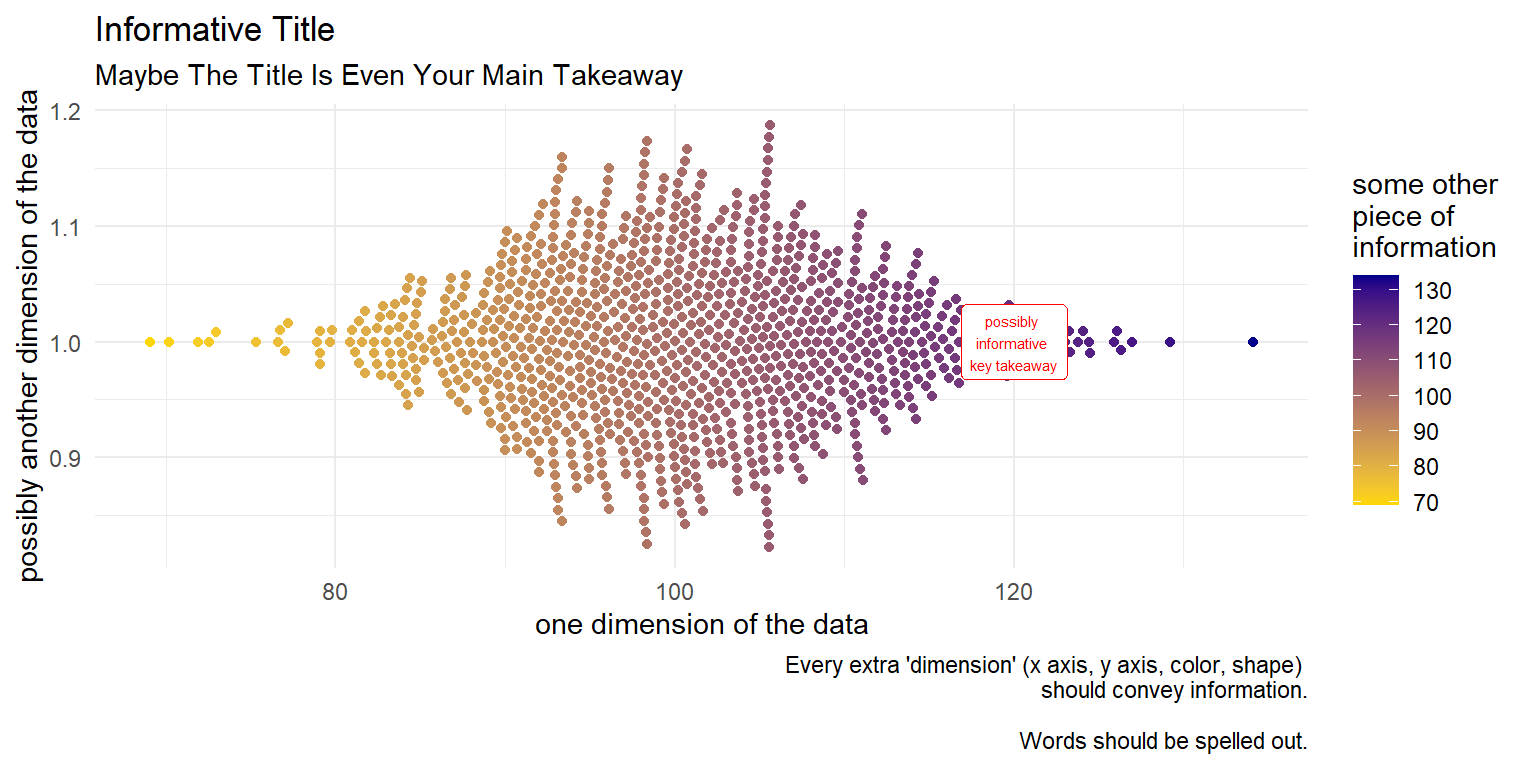 Informative Title
Maybe The Title Is Even Your Main Takeaway
possibly another dimension of the data
1.2
1.1
1.0
0.9
possibly
informative
key takeaway
80
100
120
one dimension of the data
some other
piece of
information
130
120
110
100
90
80
70
Every extra 'dimension' (x axis, y axis, color, shape)
should convey information.
Words should be spelled out.